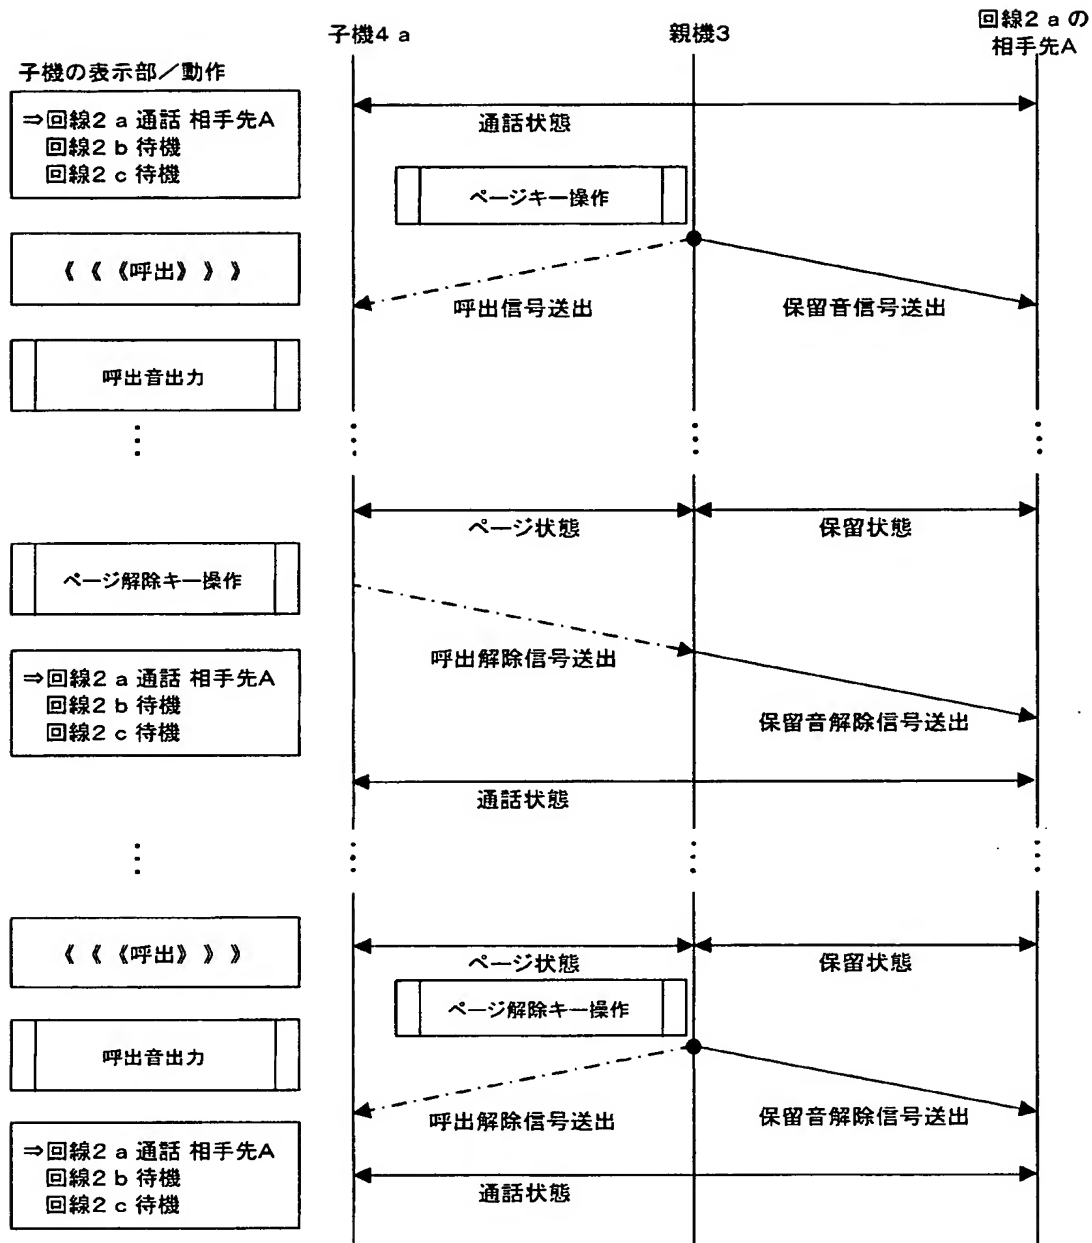 子機4a
親機3
回線2aの
相手先A
子機の表示部/動作
⇒回線2a 通話 相手先A
回線2b 待機
回線2c 待機
通話状態
ページキー操作
《《《呼出》》》
呼出信号送出
保留音信号送出
呼出音出力
ページ状態
保留状態
ページ解除キー操作
呼出解除信号送出
⇒回線2a 通話 相手先A
回線2b 待機
回線2c 待機
保留音解除信号送出
通話状態
《《《呼出》》》
ページ状態
保留状態
ページ解除キー操作
呼出音出力
呼出解除信号送出
保留音解除信号送出
⇒回線2a 通話 相手先A
回線2b 待機
回線2c 待機
通話状態